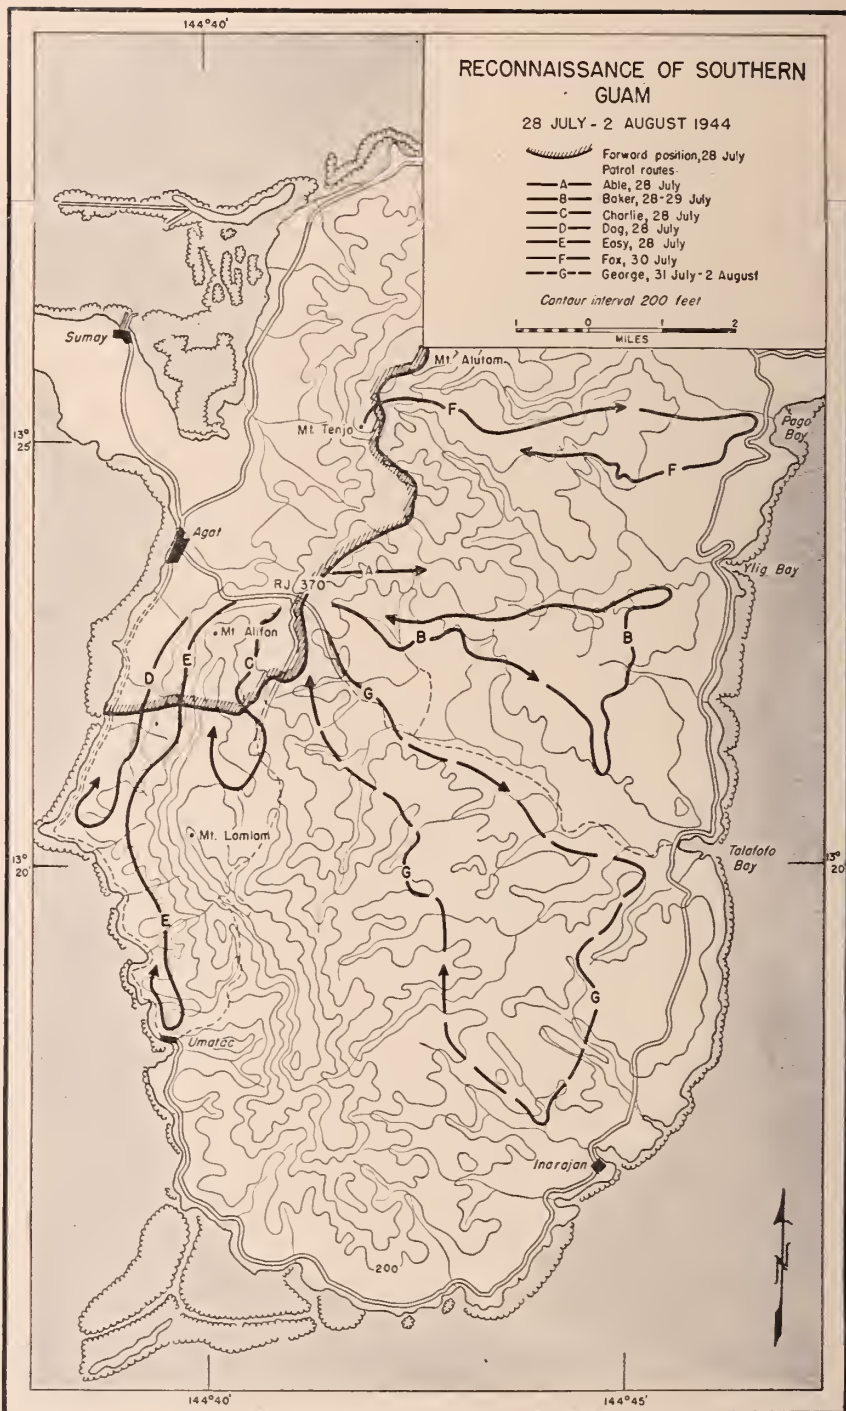 144°40'
RECONNAISSANCE OF SOUTHERN
GUAM
28 JULY - 2 AUGUST 1944
Forward position, 28 July
Patrol routes
A Able, 28 July
B Baker, 28-29 July
C Charlie, 28 July
D Dog, 28 July
E Easy, 28 July
F Fox, 30 July
G George, 31 July - 2 August
Contour interval 200 feet
1 0 1 2
MILES
Sumay
Mt. Alutom
F
Mt. Tenjo
Pago
Bay
13°
25'
F
Agat
A
Ylig Bay
RJ 370
Mt Alifan
B
B
C
D
E
G
Mt. Lamlam
Talafofo
Bay
13°
20'
13°
20'
G
E
G
Umatac
Inarajan
200
N
144°40'
144°45'